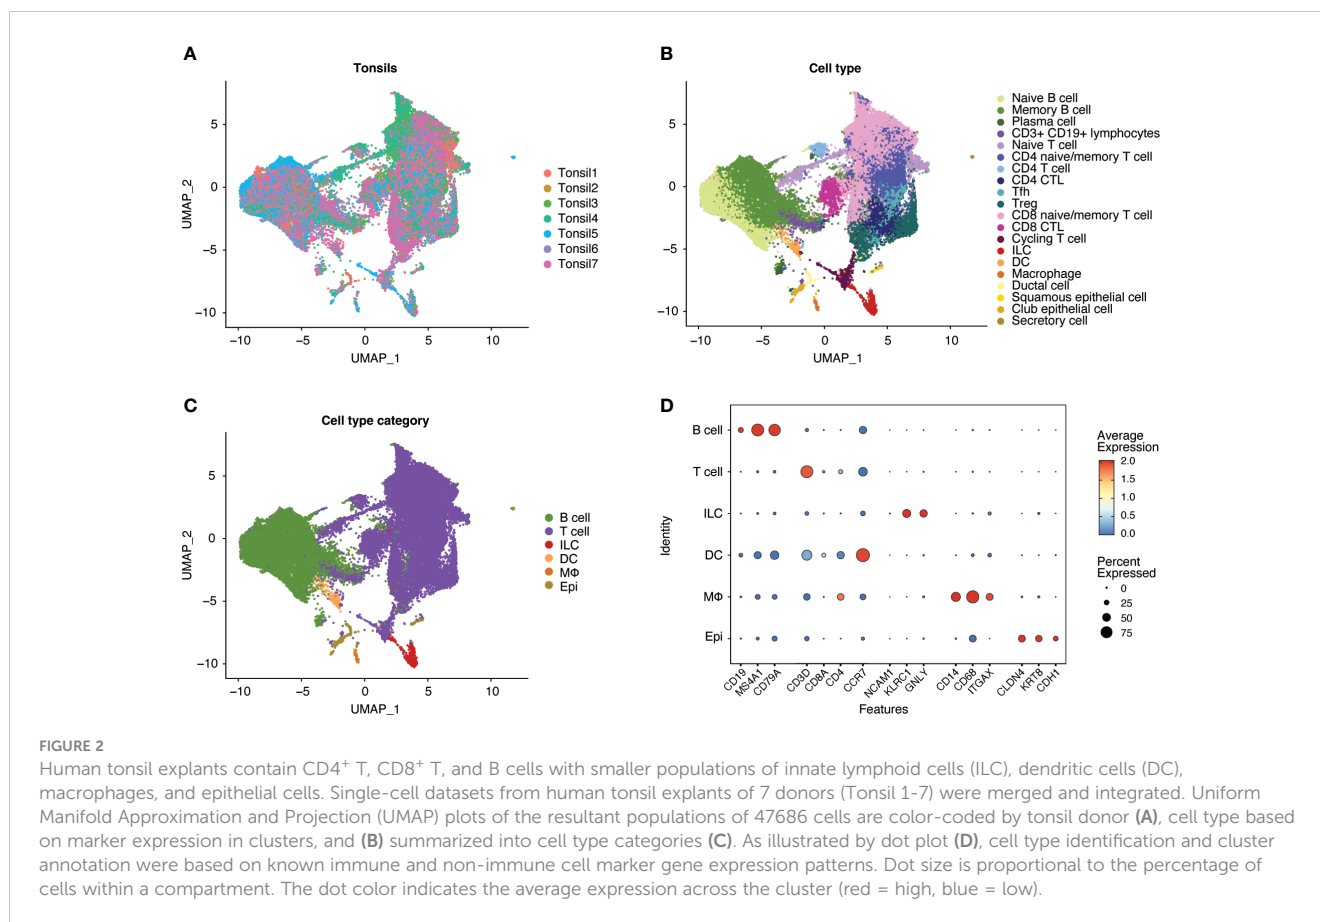 A
Tonsils
5
0
−5
−10
UMAP_2
−10
−5
0
5
10
UMAP_1
Tonsil1
Tonsil2
Tonsil3
Tonsil4
Tonsil5
Tonsil6
Tonsil7
B
Cell type
5
0
−5
−10
−10
−5
0
5
10
UMAP_1
Naive B cell
Memory B cell
Plasma cell
CD3+ CD19+ lymphocytes
Naive T cell
CD4 naive/memory T cell
CD4 T cell
CD4 CTL
Tfh
Treg
CD8 naive/memory T cell
CD8 CTL
Cycling T cell
ILC
DC
Macrophage
Ductal cell
Squamous epithelial cell
Club epithelial cell
Secretory cell
C
Cell type category
5
0
−5
−10
UMAP_2
−10
−5
0
5
10
UMAP_1
B cell
T cell
ILC
DC
MΦ
Epi
D
Identity
B cell
T cell
ILC
DC
MΦ
Epi
CD19
MS4A1
CD79A
CD3D
CD8A
CD4
CCR7
NCAM1
KLRC1
GNLY
CD14
CD68
ITGAX
CLDN4
KRT8
CDH1
Features
Average
Expression
2.0
1.5
1.0
0.0
Percent
Expressed
0
25
50
75
FIGURE 2
Human tonsil explants contain CD4+ T, CD8+ T, and B cells with smaller populations of innate lymphoid cells (ILC), dendritic cells (DC),
macrophages, and epithelial cells. Single-cell datasets from human tonsil explants of 7 donors (Tonsil 1-7) were merged and integrated. Uniform
Manifold Approximation and Projection (UMAP) plots of the resultant populations of 47686 cells are color-coded by tonsil donor (A), cell type based
on marker expression in clusters, and (B) summarized into cell type categories (C). As illustrated by dot plot (D), cell type identification and cluster
annotation were based on known immune and non-immune cell marker gene expression patterns. Dot size is proportional to the percentage of
cells within a compartment. The dot color indicates the average expression across the cluster (red = high, blue = low).